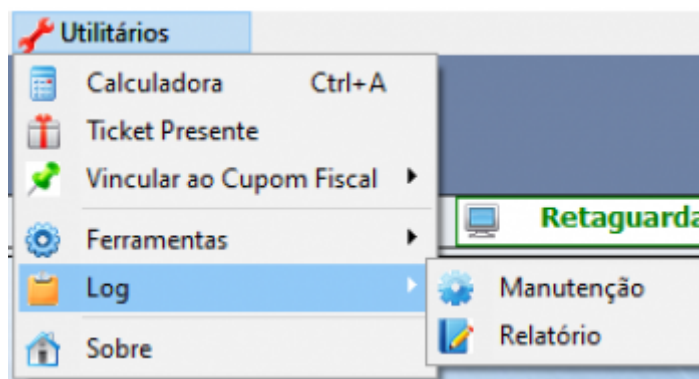 Utilitários
Calculadora Ctrl+A
Ticket Presente
Vincular ao Cupom Fiscal
Retaguarda
Ferramentas
Log
Manutenção
Relatório
Sobre